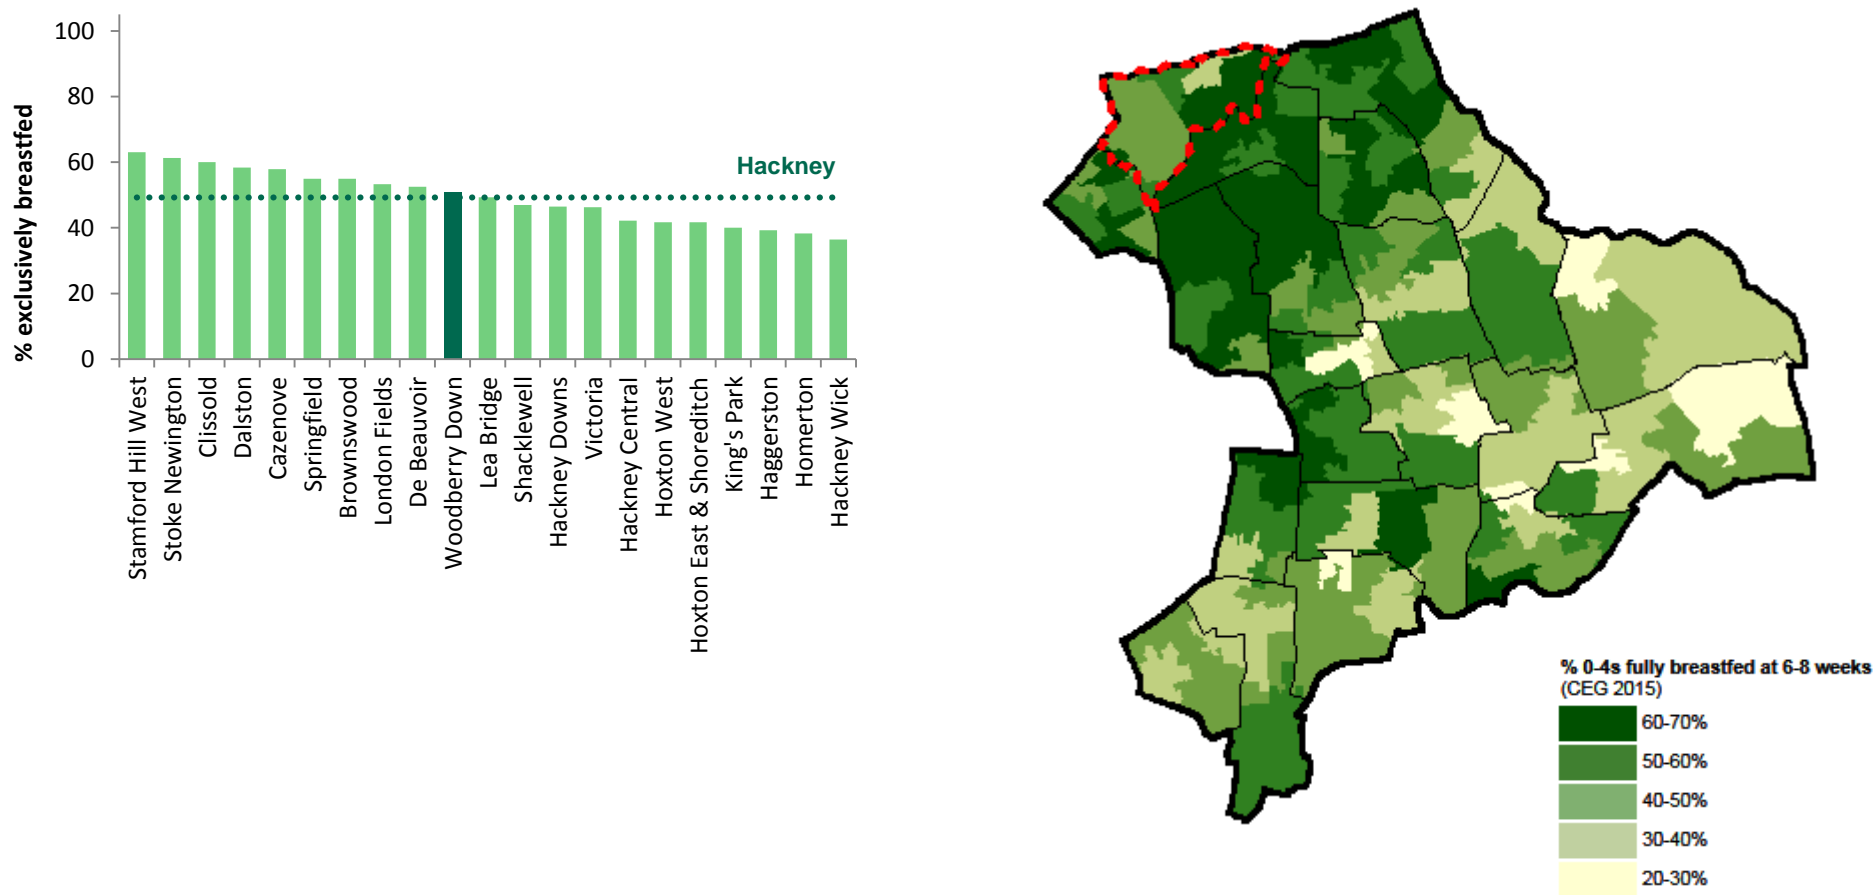 100
80
60
40
20
0
% exclusively breastfed
Hackney
Stamford Hill West
Stoke Newington
Clissold
Dalston
Cazenove
Springfield
Brownswood
London Fields
De Beauvoir
Woodberry Down
Lea Bridge
Shacklewell
Hackney Downs
Victoria
Hackney Central
Hoxton West
Hoxton East & Shoreditch
King's Park
Haggerston
Homerton
Hackney Wick
% 0-4s fully breastfed at 6-8 weeks
(CEG 2015)
60-70%
50-60%
40-50%
30-40%
20-30%